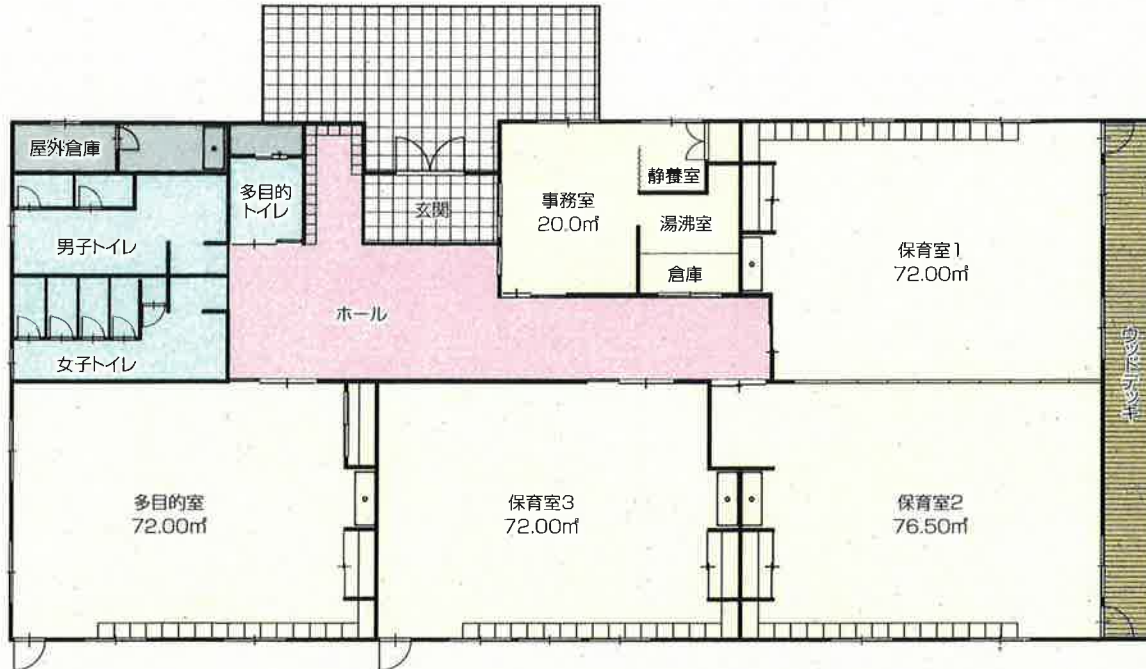 屋外倉庫
多目的
トイレ
玄関
事務室
20.0㎡
静養室
湯沸室
倉庫
保育室1
72.00㎡
男子トイレ
ホール
女子トイレ
ウッドデッキ
多目的室
72.00㎡
保育室3
72.00㎡
保育室2
76.50㎡